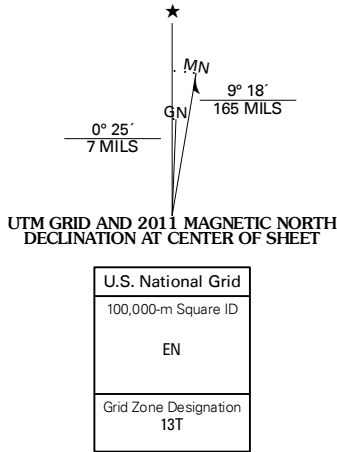 ★
MN
GN
9° 18´
165 MILS
0° 25´
7 MILS
UTM GRID AND 2011 MAGNETIC NORTH
DECLINATION AT CENTER OF SHEET
U.S. National Grid
100,000-m Square ID
EN
Grid Zone Designation
13T